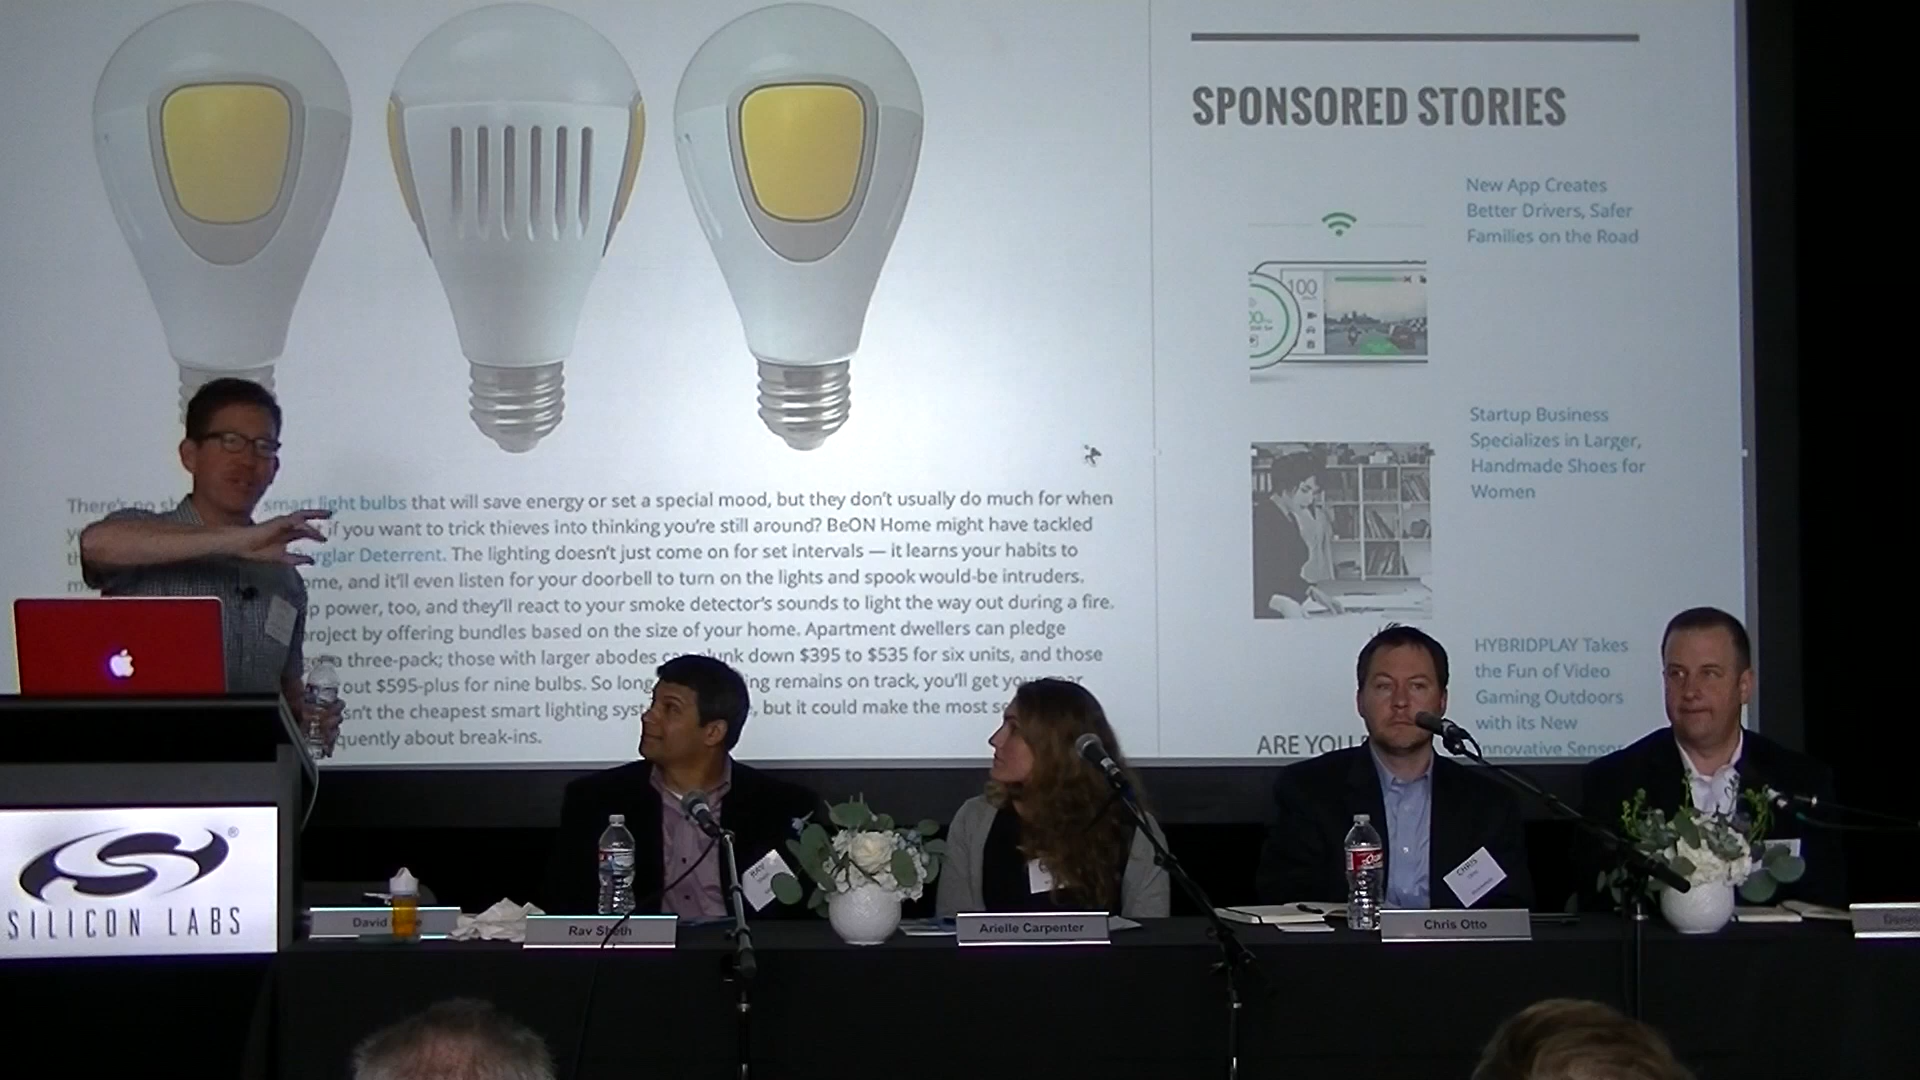 SPONSORED STORIES
New App Creates
Better Drivers, Safer
Families on the Road
100
Startup Business
Specializes in Larger,
Handmade Shoes for
Women
HYBRIDPLAY Takes
the Fun of Video
Gaming Outdoors
with its New
Innovative Sensor
ARE YOU
There's no smart light bulbs that will save energy or set a special mood, but they don't usually do much for when
if you want to trick thieves into thinking you're still around? BeON Home might have tackled
Deterrent. The lighting doesn't just come on for set intervals — it learns your habits to
and it'll even listen for your doorbell to turn on the lights and spook would-be intruders.
power, too, and they'll react to your smoke detector's sounds to light the way out during a fire.
by offering bundles based on the size of your home. Apartment dwellers can pledge
a three-pack; those with larger abodes down $395 to $535 for six units, and those
out $595-plus for nine bulbs. So long remains on track, you'll get
the cheapest smart lighting but it could make the most
about break-ins.
SILICON LABS
®
David
Rav Sheth
Arielle Carpenter
Chris Otto
RAV
CHRIS